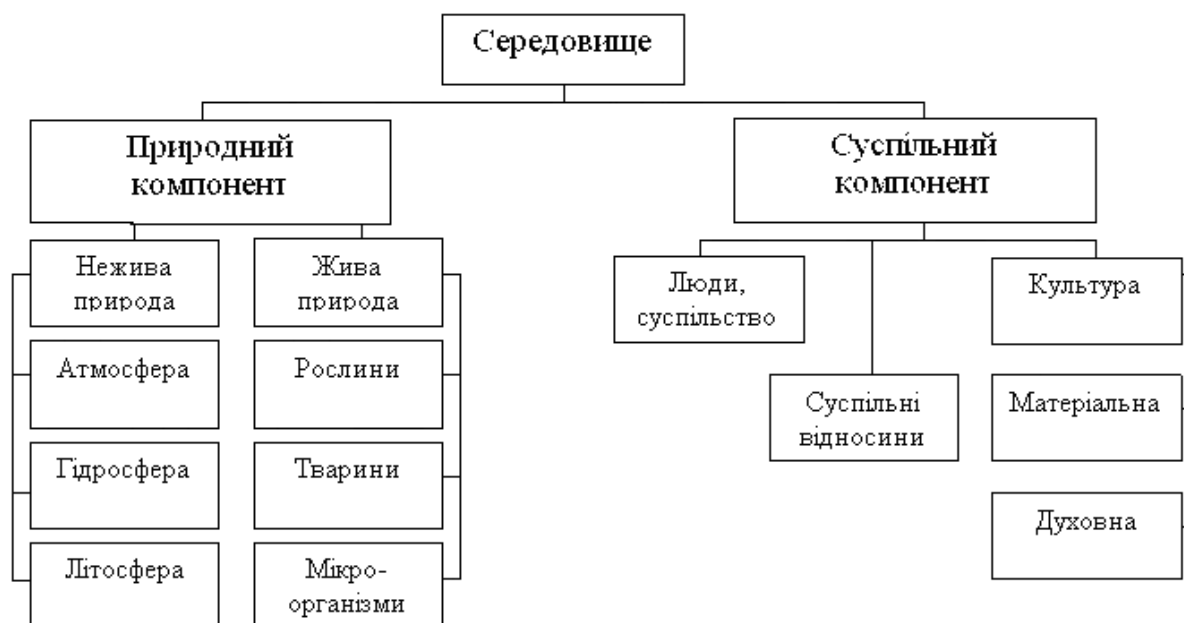 Середовище
Природний
компонент
Суспільний
компонент
Нежива
природа
Жива
природа
Люди,
суспільство
Культура
Атмосфера
Рослини
Суспільні
відносини
Матеріальна
Гідросфера
Тварини
Духовна
Літосфера
Мікро-
організми